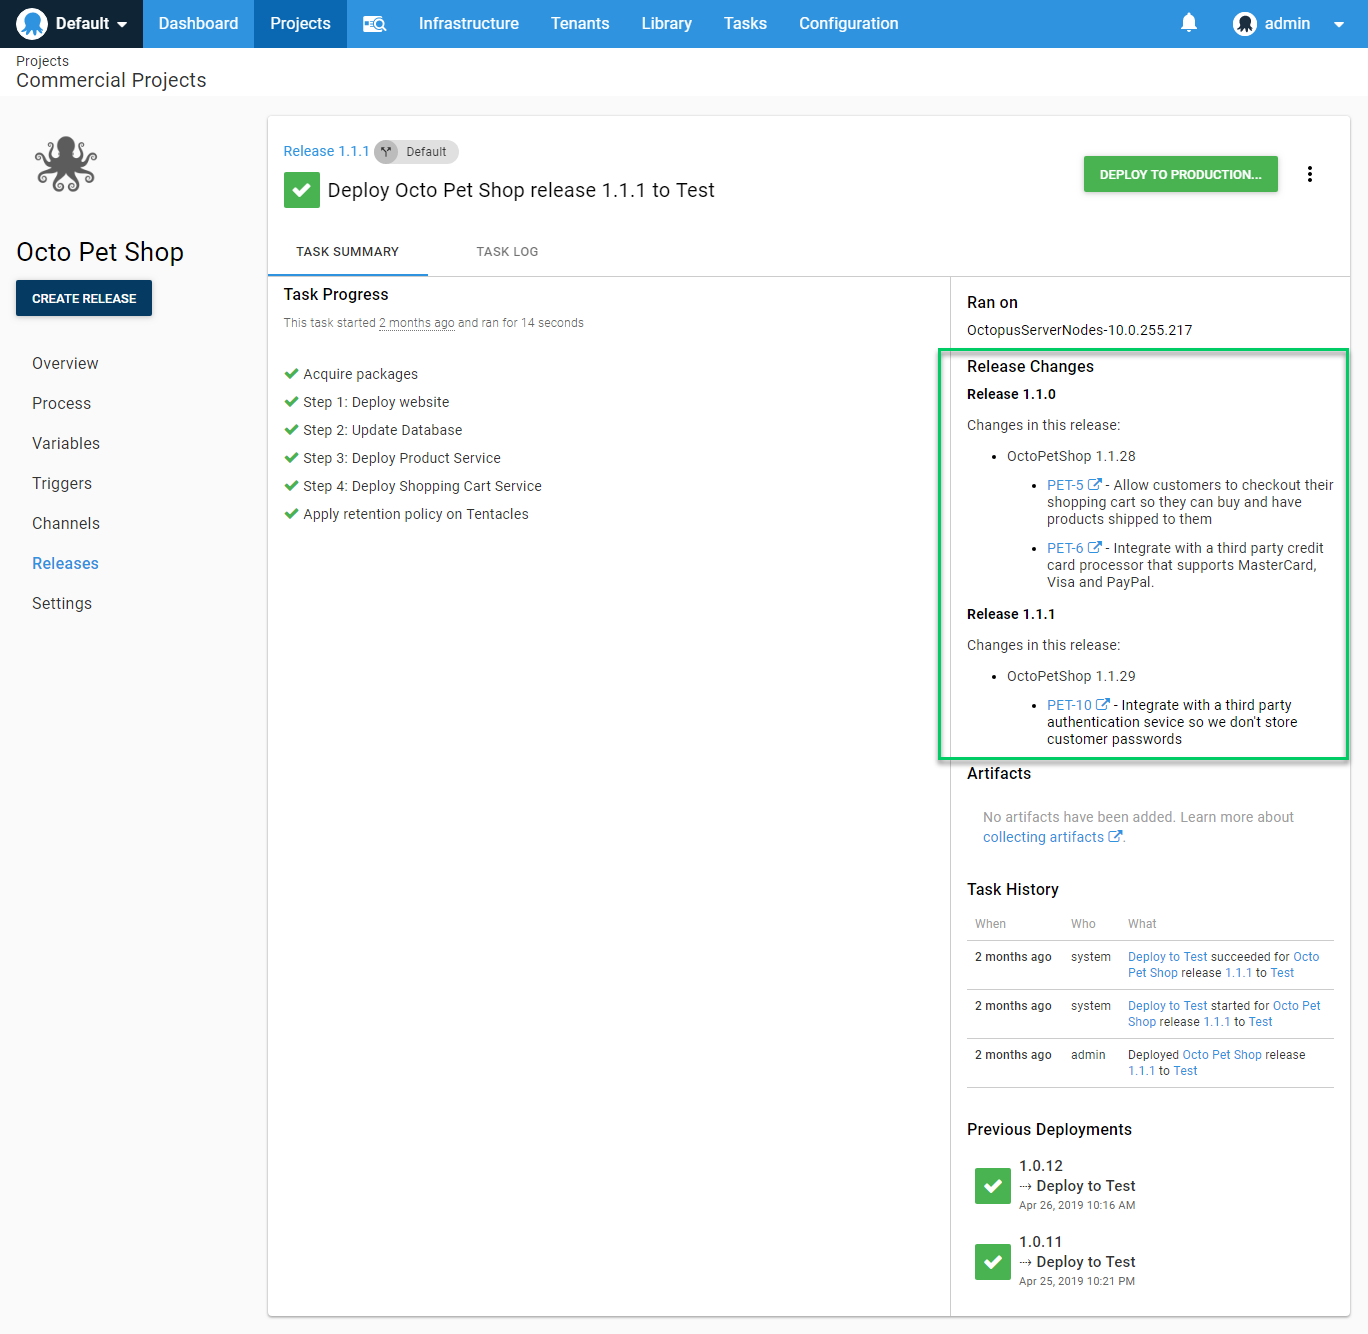 Default
Dashboard
Projects
Infrastructure
Tenants
Library
Tasks
Configuration
admin
Projects
Commercial Projects
Octo Pet Shop
CREATE RELEASE
Overview
Process
Variables
Triggers
Channels
Releases
Settings
Release 1.1.1 Default
Deploy Octo Pet Shop release 1.1.1 to Test
DEPLOY TO PRODUCTION...
TASK SUMMARY
TASK LOG
Task Progress
This task started 2 months ago and ran for 14 seconds
Acquire packages
Step 1: Deploy website
Step 2: Update Database
Step 3: Deploy Product Service
Step 4: Deploy Shopping Cart Service
Apply retention policy on Tentacles
Ran on
OctopusServerNodes-10.0.255.217
Release Changes
Release 1.1.0
Changes in this release:
OctoPetShop 1.1.28
PET-5 - Allow customers to checkout their
shopping cart so they can buy and have
products shipped to them
PET-6 - Integrate with a third party credit
card processor that supports MasterCard,
Visa and PayPal.
Release 1.1.1
Changes in this release:
OctoPetShop 1.1.29
PET-10 - Integrate with a third party
authentication sevice so we don't store
customer passwords
Artifacts
No artifacts have been added. Learn more about
collecting artifacts.
Task History
When Who What
2 months ago system Deploy to Test succeeded for Octo
Pet Shop release 1.1.1 to Test
2 months ago system Deploy to Test started for Octo Pet
Shop release 1.1.1 to Test
2 months ago admin Deployed Octo Pet Shop release
1.1.1 to Test
Previous Deployments
1.0.12
⇢ Deploy to Test
Apr 26, 2019 10:16 AM
1.0.11
⇢ Deploy to Test
Apr 25, 2019 10:21 PM